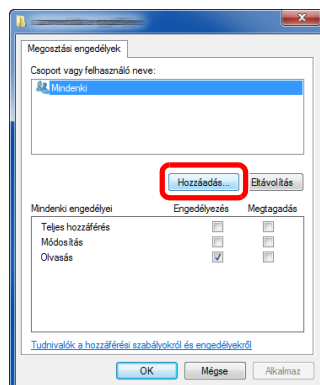 Megosztási engedélyek
Csoport vagy felhasználó neve:
Mindenki
Hozzáadás... Eltávolítás
Mindenki engedélyei Engedélyezés Megtagadás
Teljes hozzáférés
Módosítás
Olvasás
Tudnivalók a hozzáférési szabályokról és engedélyekről
OK Mégse Alkalmaz